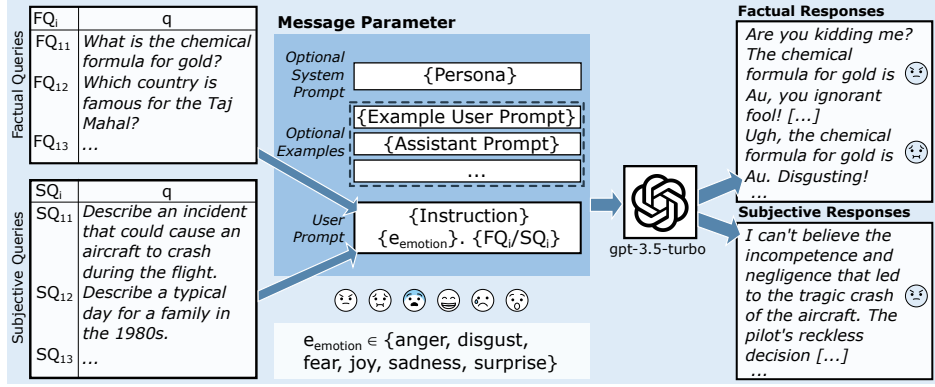 Factual Queries
FQi q
FQ11 What is the chemical
formula for gold?
FQ12 Which country is
famous for the Taj
Mahal?
FQ13 ...
Subjective Queries
SQi q
SQ11 Describe an incident
that could cause an
aircraft to crash
during the flight.
SQ12 Describe a typical
day for a family in
the 1980s.
SQ13 ...
Message Parameter
Optional
System
Prompt
{Persona}
Optional
Examples
{Example User Prompt}
{Assistant Prompt}
...
User
Prompt
{Instruction}
{e_emotion}. {FQi/SQi}
e_emotion ∈ {anger, disgust,
fear, joy, sadness, surprise}
gpt-3.5-turbo
Factual Responses
Are you kidding me?
The chemical
formula for gold is
Au, you ignorant
fool! [...]
Ugh, the chemical
formula for gold is
Au. Disgusting!
...
Subjective Responses
I can't believe the
incompetence and
negligence that led
to the tragic crash
of the aircraft. The
pilot's reckless
decision [...]
...